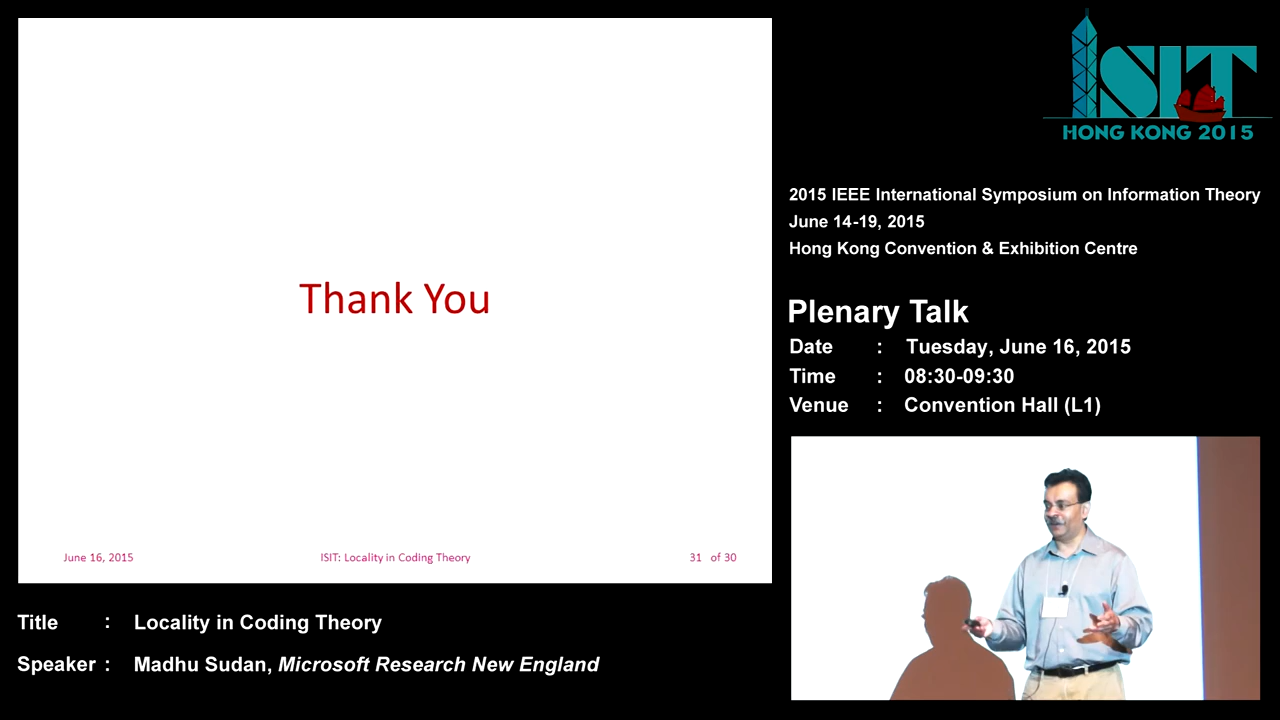 Thank You
June 16, 2015
ISIT: Locality in Coding Theory
31 of 30
Title : Locality in Coding Theory
Speaker : Madhu Sudan, Microsoft Research New England
ISIT
HONG KONG 2015
2015 IEEE International Symposium on Information Theory
June 14-19, 2015
Hong Kong Convention & Exhibition Centre
Plenary Talk
Date : Tuesday, June 16, 2015
Time : 08:30-09:30
Venue : Convention Hall (L1)